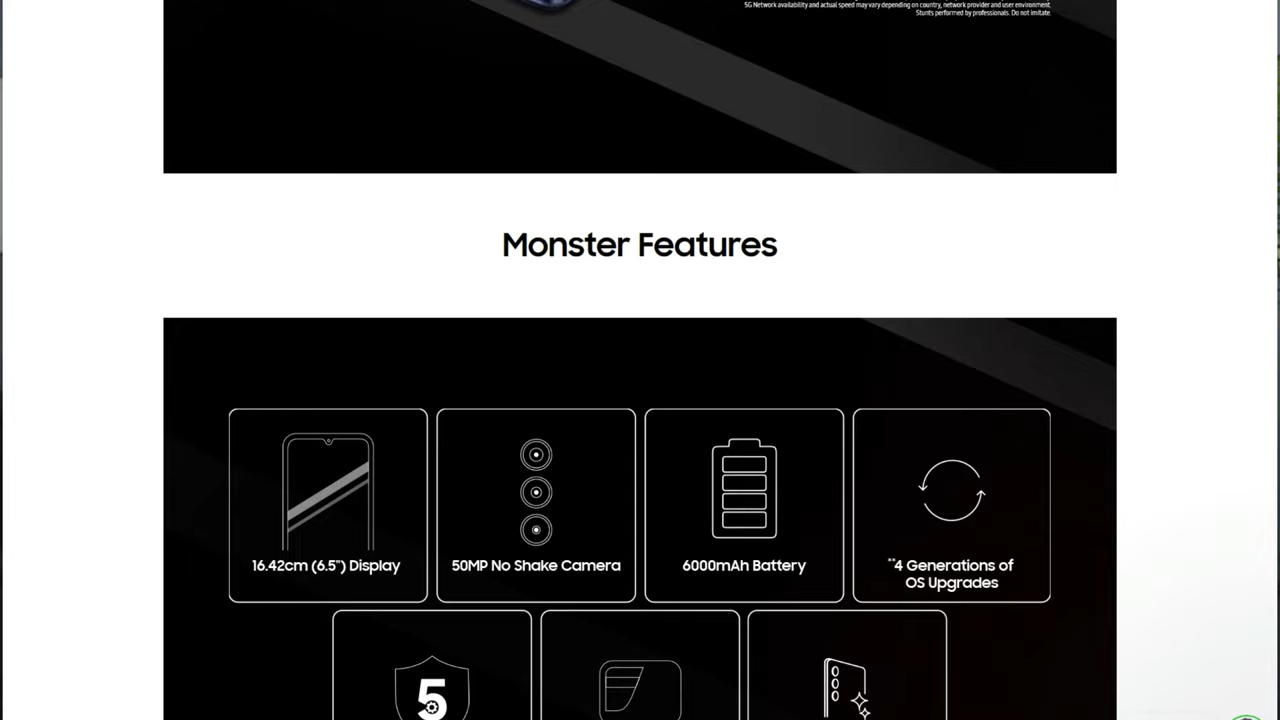 5G Network availability and actual speed may vary depending on country, network provider and user environment.
Stunts performed by professionals. Do not imitate.
Monster Features
16.42cm (6.5") Display
50MP No Shake Camera
6000mAh Battery
**4 Generations of
OS Upgrades
5